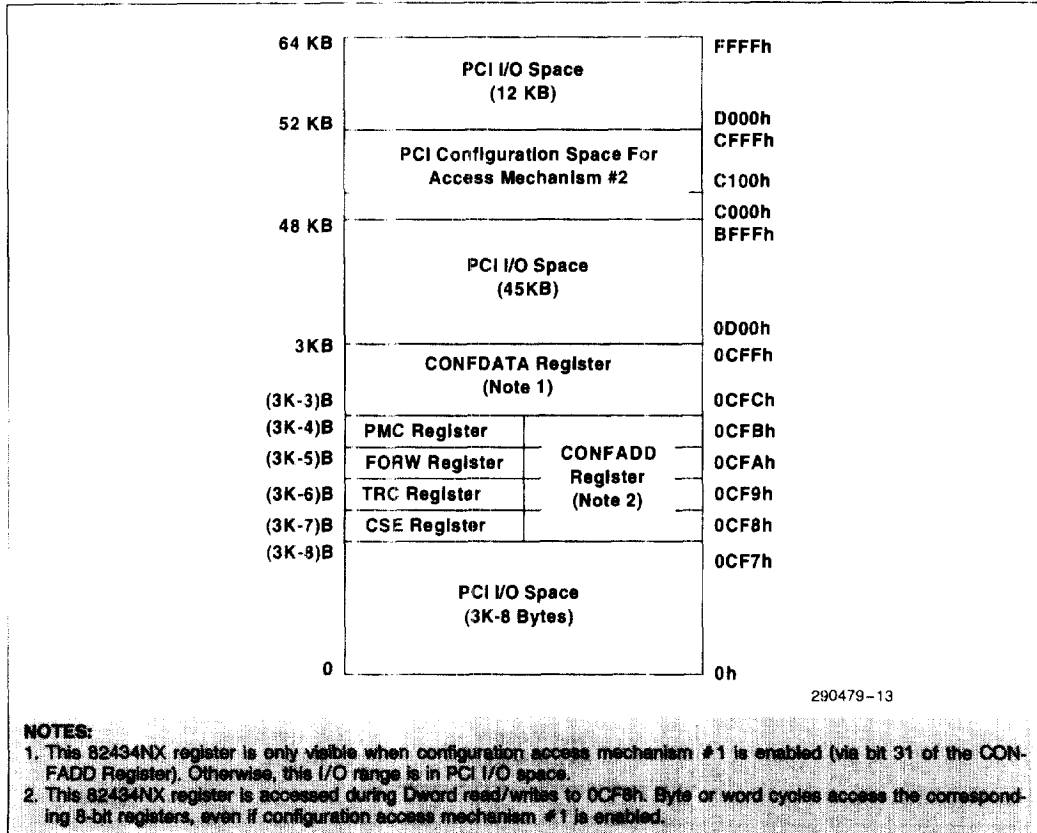 64 KB FFFFh
PCI I/O Space
(12 KB)
D000h
52 KB CFFFh
PCI Configuration Space For
Access Mechanism #2
C100h
C000h
48 KB BFFFh
PCI I/O Space
(45KB)
0D00h
3KB 0CFFh
CONFDATA Register
(Note 1)
(3K-3)B 0CFCh
(3K-4)B PMC Register 0CFBh
(3K-5)B FORW Register CONFADD 0CFAh
Register
(3K-6)B TRC Register (Note 2) 0CF9h
(3K-7)B CSE Register 0CF8h
(3K-8)B 0CF7h
PCI I/O Space
(3K-8 Bytes)
0 0h
290479-13
NOTES:
1. This 82434NX register is only visible when configuration access mechanism #1 is enabled (via bit 31 of the CON-
FADD Register). Otherwise, this I/O range is in PCI I/O space.
2. This 82434NX register is accessed during Dword read/writes to 0CF8h. Byte or word cycles access the correspond-
ing 8-bit registers, even if configuration access mechanism #1 is enabled.